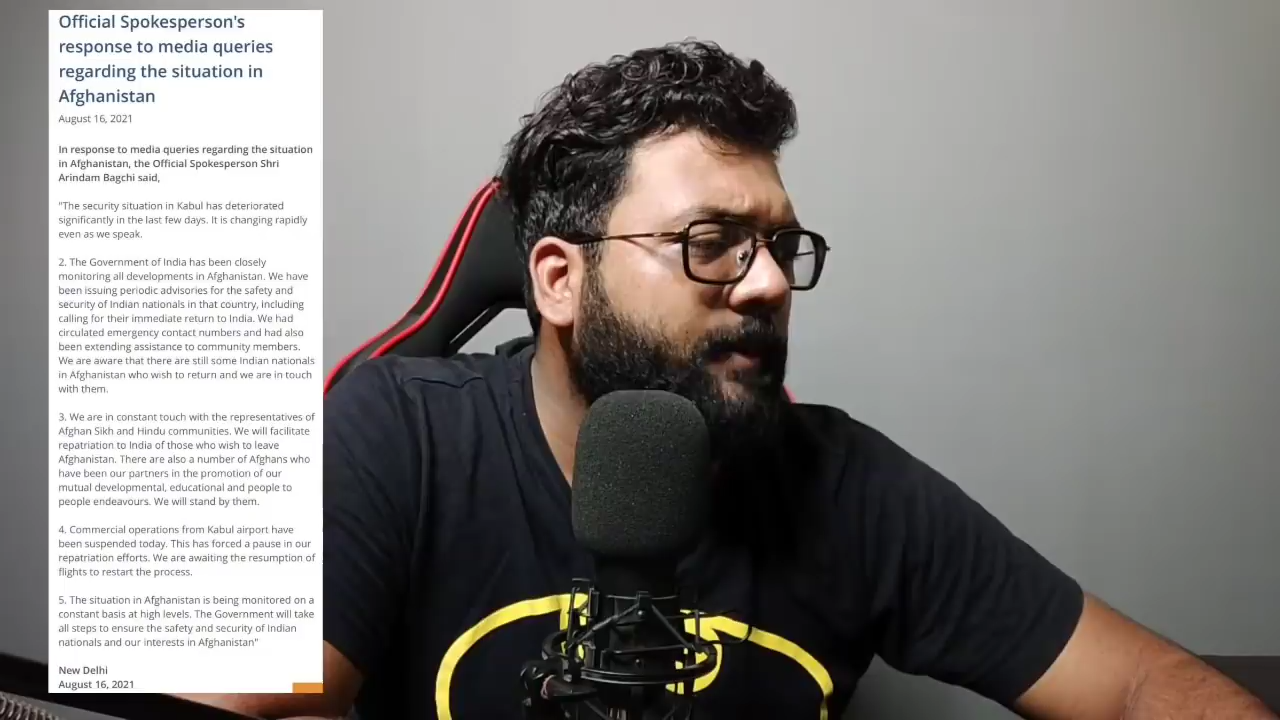 Official Spokesperson's
response to media queries
regarding the situation in
Afghanistan
August 16, 2021
In response to media queries regarding the situation
in Afghanistan, the Official Spokesperson Shri
Arindam Bagchi said,
"The security situation in Kabul has deteriorated
significantly in the last few days. It is changing rapidly
even as we speak.
2. The Government of India has been closely
monitoring all developments in Afghanistan. We have
been issuing periodic advisories for the safety and
security of Indian nationals in that country, including
calling for their immediate return to India. We had
circulated emergency contact numbers and had also
been extending assistance to community members.
We are aware that there are still some Indian nationals
in Afghanistan who wish to return and we are in touch
with them.
3. We are in constant touch with the representatives of
Afghan Sikh and Hindu communities. We will facilitate
repatriation to India of those who wish to leave
Afghanistan. There are also a number of Afghans who
have been our partners in the promotion of our
mutual developmental, educational and people to
people endeavours. We will stand by them.
4. Commercial operations from Kabul airport have
been suspended today. This has forced a pause in our
repatriation efforts. We are awaiting the resumption of
flights to restart the process.
5. The situation in Afghanistan is being monitored on a
constant basis at high levels. The Government will take
all steps to ensure the safety and security of Indian
nationals and our interests in Afghanistan"
New Delhi
August 16, 2021